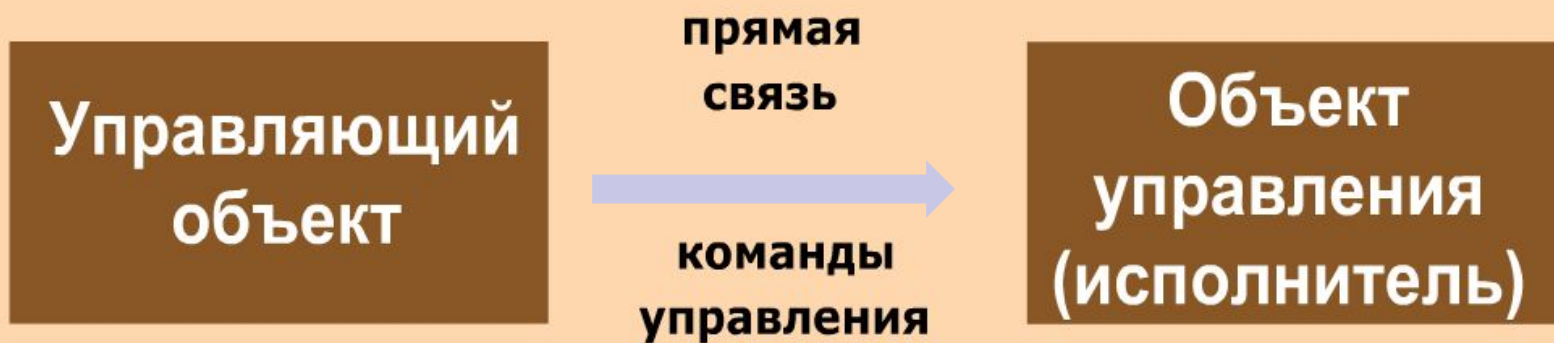 Управляющий
объект
прямая
связь
команды
управления
Объект
управления
(исполнитель)